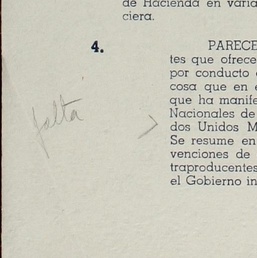 de Hacienda en varia
ciera.
4. PARECE
tes que ofrece
por conducto
cosa que en e
que ha manife
Nacionales de
falta
dos Unidos M
Se resume en
venciones de
traproducentes
el Gobierno in